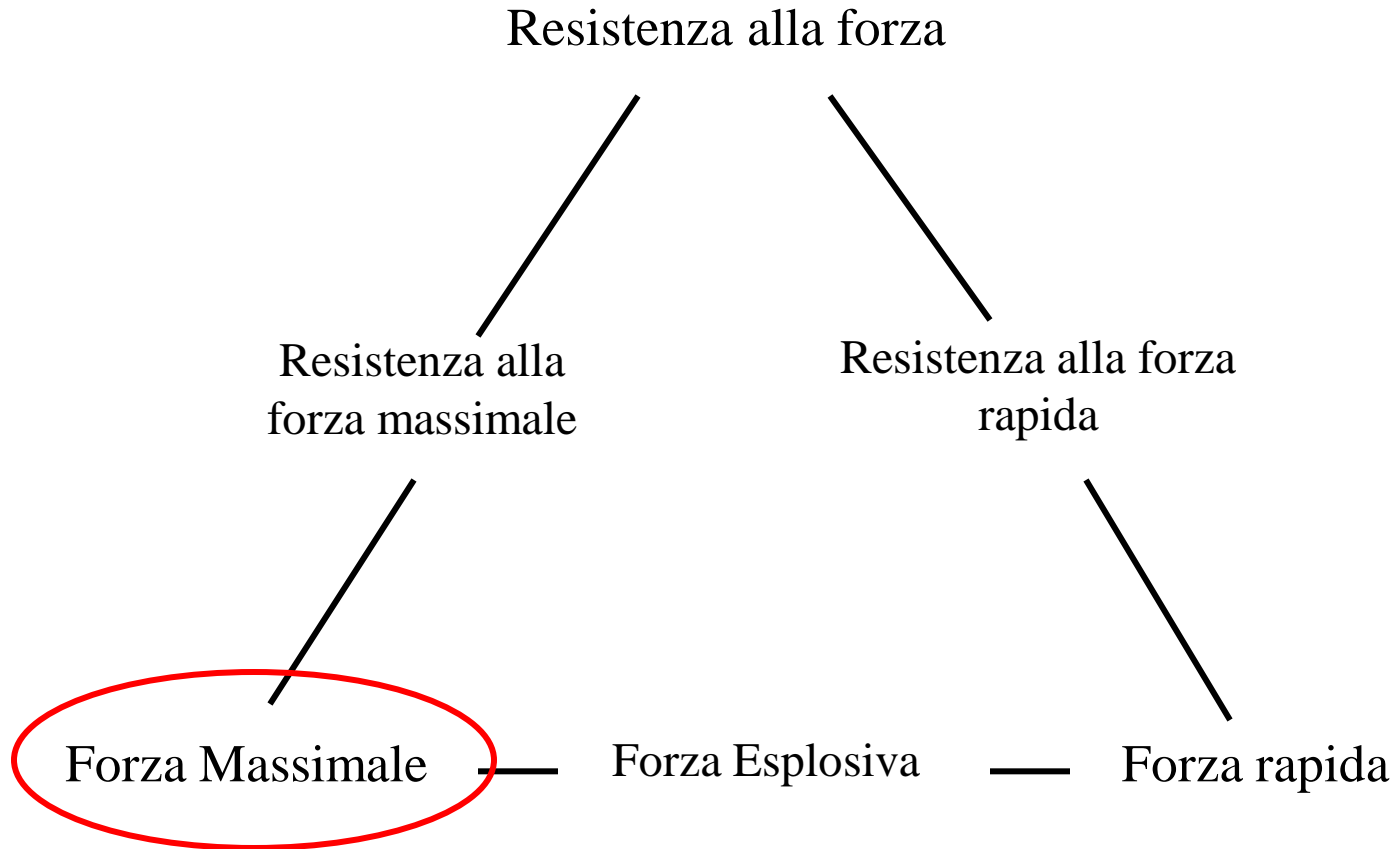 Resistenza alla forza
Resistenza alla
forza massimale
Resistenza alla forza
rapida
Forza Massimale
Forza Esplosiva
Forza rapida